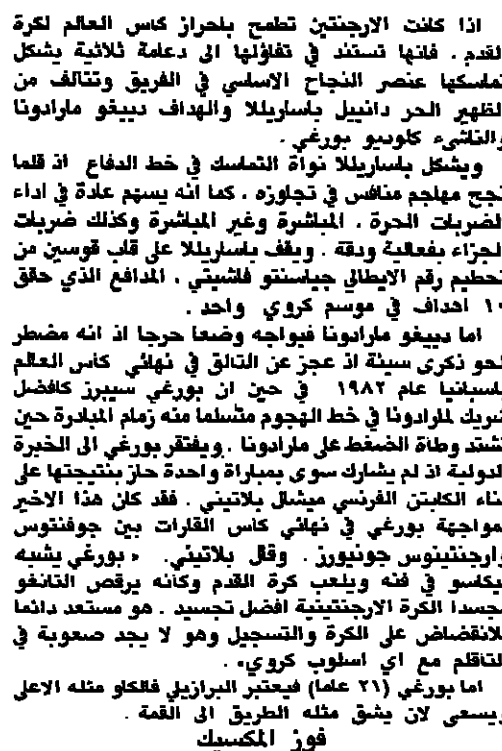 اذا كانت الارجنتين تطمح باحراز كاس العالم لكرة
القدم . فانها تستند في تفاؤلها الى دعامة ثلاثية يشكل
تماسكها عنصر النجاح الاساسي في الفريق وتتالف من
الظهير الحر دانييل باساريللا والهداف دييغو مارادونا
والناشىء كلوديو بورغي .
ويشكل باساريللا نواة التماسك في خط الدفاع اذ قلما
نجح مهاجم منافس في تجاوزه . كما انه يسهم عادة في اداء
الضربات الحرة . المباشرة وغير المباشرة وكذلك ضربات
الجزاء بفعالية ودقة . ويقف باساريللا على قاب قوسين من
تحطيم رقم الايطالي جياسنتو فاشيتي . المدافع الذي حقق
١٠ اهداف في موسم كروي واحد .
اما دييغو مارادونا فيواجه وضعا حرجا اذ انه مضطر
لمحو ذكرى سيئة اذ عجز عن التالق في نهائي كاس العالم
باسبانيا عام ١٩٨٢ في حين ان بورغي سيبرز كافضل
شريك لمارادونا في خط الهجوم متسلما منه زمام المبادرة حين
تشتد وطاة الضغط على مارادونا . ويفتقر بورغي الى الخبرة
الدولية اذ لم يشارك سوى بمباراة واحدة حاز بنتيجتها على
ثناء الكابتن الفرنسي ميشال بلاتيني . فقد كان هذا الاخير
بمواجهة بورغي في نهائي كاس القارات بين جوفنتوس
وارجنتينوس جونيورز . وقال بلاتيني. « بورغي يشبه
بيكاسو في فنه ويلعب كرة القدم وكأنه يرقص التانغو
مجسدا الكرة الارجنتينية افضل تجسيد . هو مستعد دائما
للانقضاض على الكرة والتسجيل وهو لا يجد صعوبة في
التاقلم مع اي اسلوب كروي» .
اما بورغي (٢١ عاما) فيعتبر البرازيلي فالكاو مثله الاعلى
ويسعى لان يشق مثله الطريق الى القمة .
فوز المكسيك